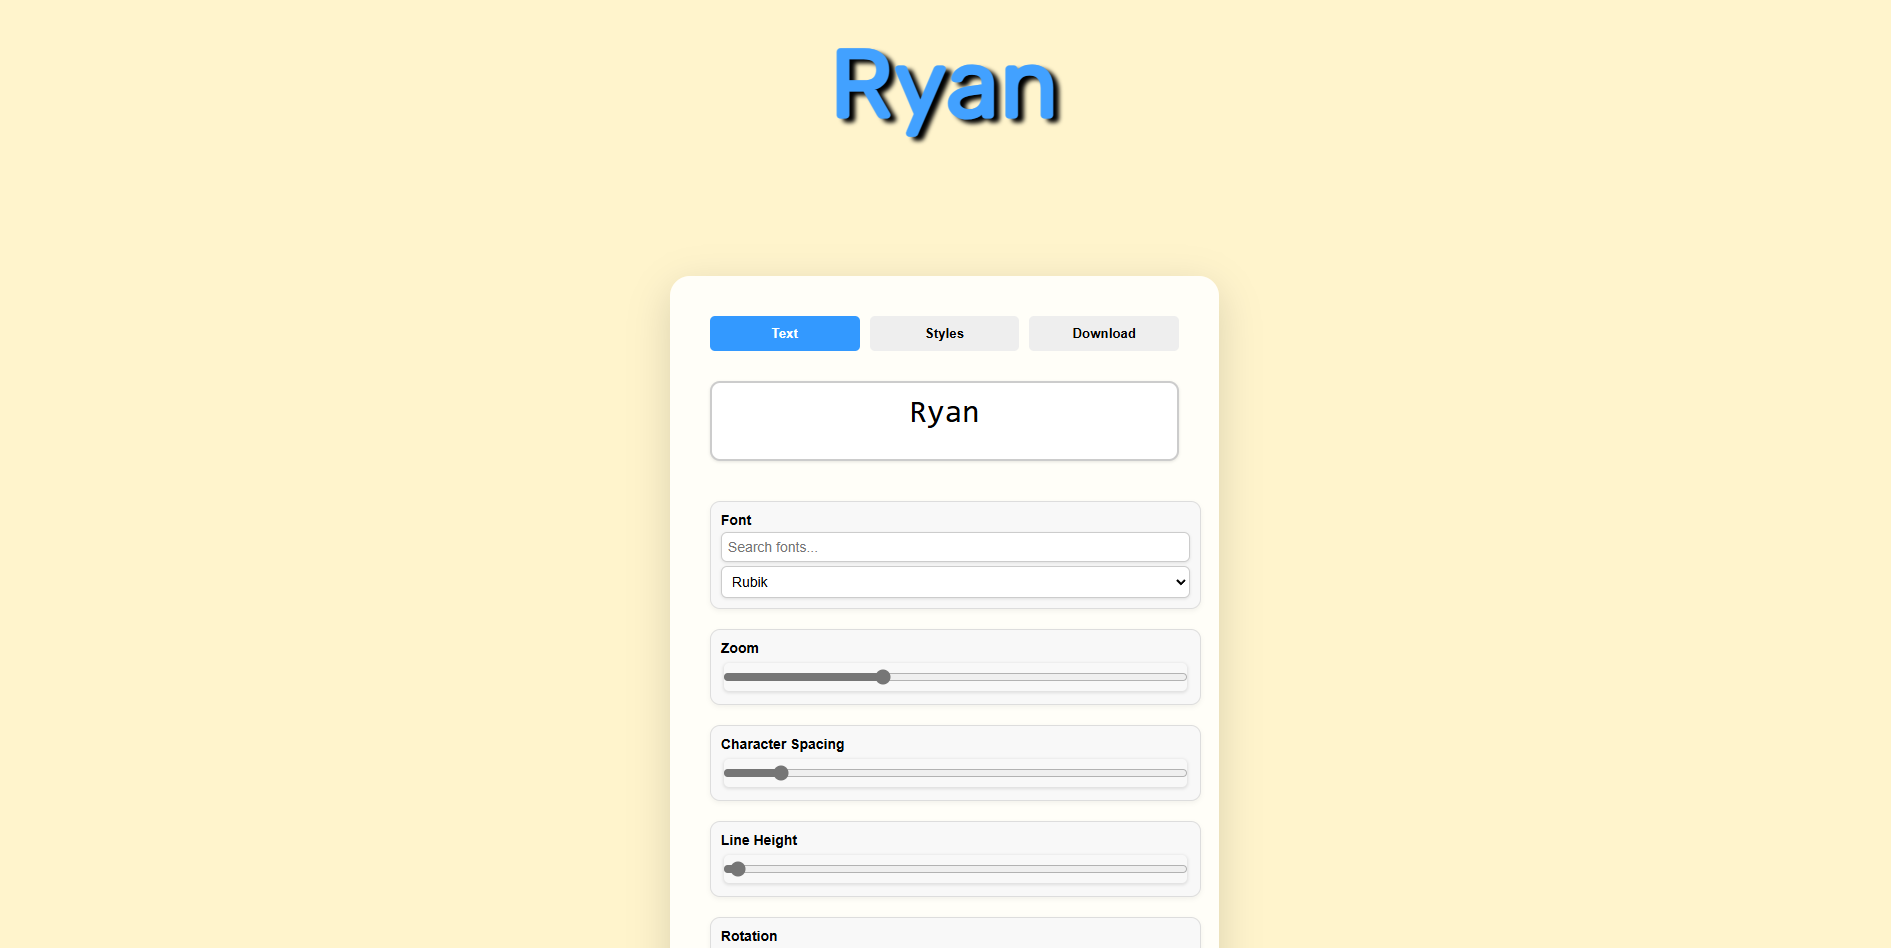 Ryan
Text Styles Download
Ryan
Font
Search fonts...
Rubik
Zoom
Character Spacing
Line Height
Rotation